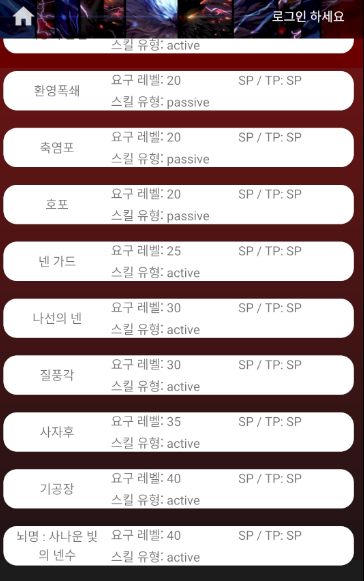 로그인 하세요
스킬 유형: active
환영폭쇄
요구 레벨: 20 SP / TP: SP
스킬 유형: passive
축염포
요구 레벨: 20 SP / TP: SP
스킬 유형: passive
호포
요구 레벨: 20 SP / TP: SP
스킬 유형: passive
넨 가드
요구 레벨: 25 SP / TP: SP
스킬 유형: active
나선의 넨
요구 레벨: 30 SP / TP: SP
스킬 유형: active
질풍각
요구 레벨: 30 SP / TP: SP
스킬 유형: active
사자후
요구 레벨: 35 SP / TP: SP
스킬 유형: active
기공장
요구 레벨: 40 SP / TP: SP
스킬 유형: active
뇌명 : 사나운 빛
의 넨수
요구 레벨: 40 SP / TP: SP
스킬 유형: active